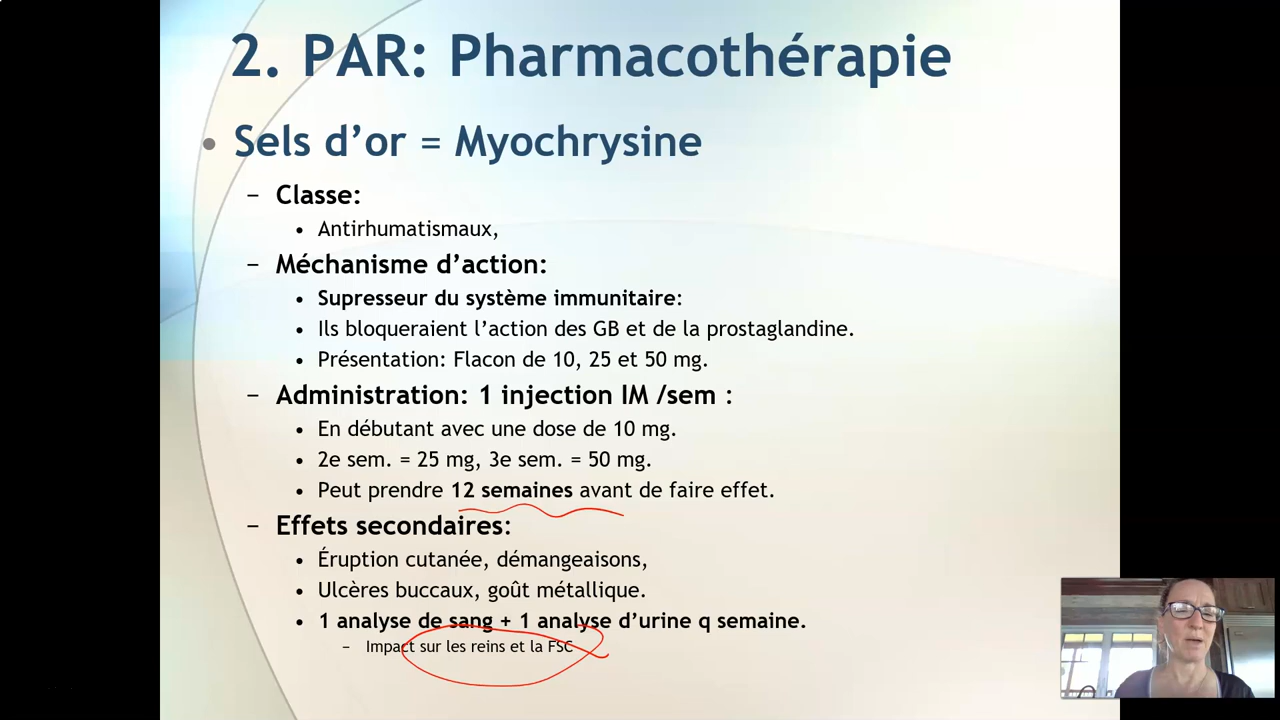 2. PAR: Pharmacothérapie
• Sels d’or = Myochrysine
– Classe:
• Antirhumatismaux,
– Méchanisme d’action:
• Supresseur du système immunitaire:
• Ils bloqueraient l’action des GB et de la prostaglandine.
• Présentation: Flacon de 10, 25 et 50 mg.
– Administration: 1 injection IM /sem :
• En débutant avec une dose de 10 mg.
• 2e sem. = 25 mg, 3e sem. = 50 mg.
• Peut prendre 12 semaines avant de faire effet.
– Effets secondaires:
• Éruption cutanée, démangeaisons,
• Ulcères buccaux, goût métallique.
• 1 analyse de sang + 1 analyse d’urine q semaine.
– Impact sur les reins et la FSC